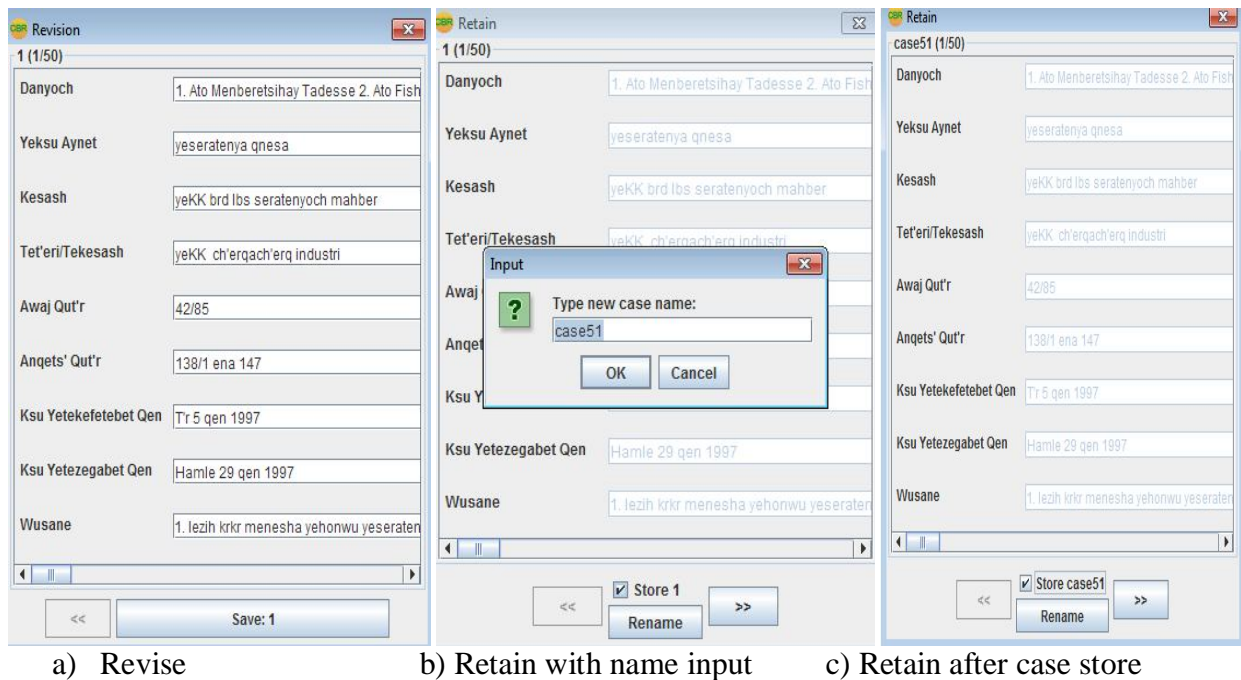 CBR Revision
1 (1/50)
Danyoch 1. Ato Menberetsihay Tadesse 2. Ato Fish
Yeksu Aynet yeseratenya qnesa
Kesash yeKK brd lbs seratenyoch mahber
Tet'eri/Tekesash yeKK ch'erqach'erq industri
Awaj Qut'r 42/85
Anqets' Qut'r 138/1 ena 147
Ksu Yetekefetebet Qen T'r 5 qen 1997
Ksu Yetezegabet Qen Hamle 29 qen 1997
Wusane 1. lezih krkr menesha yehonwu yeseraten
<< Save: 1
CBR Retain
1 (1/50)
Danyoch 1. Ato Menberetsihay Tadesse 2. Ato Fish
Yeksu Aynet yeseratenya qnesa
Kesash yeKK brd lbs seratenyoch mahber
Tet'eri/Tekesash yeKK ch'erqach'erq industri
Awaj
Anqet
Ksu Y
Input
Type new case name:
case51
OK Cancel
Ksu Yetezegabet Qen Hamle 29 qen 1997
Wusane 1. lezih krkr menesha yehonwu yeseraten
<< Store 1 >>
Rename
CBR Retain
case51 (1/50)
Danyoch 1. Ato Menberetsihay Tadesse 2. Ato Fish
Yeksu Aynet yeseratenya qnesa
Kesash yeKK brd lbs seratenyoch mahber
Tet'eri/Tekesash yeKK ch'erqach'erq industri
Awaj Qut'r 42/85
Anqets' Qut'r 138/1 ena 147
Ksu Yetekefetebet Qen T'r 5 qen 1997
Ksu Yetezegabet Qen Hamle 29 qen 1997
Wusane 1. lezih krkr menesha yehonwu yeseraten
<< Store case51 >>
Rename
a) Revise b) Retain with name input c) Retain after case store